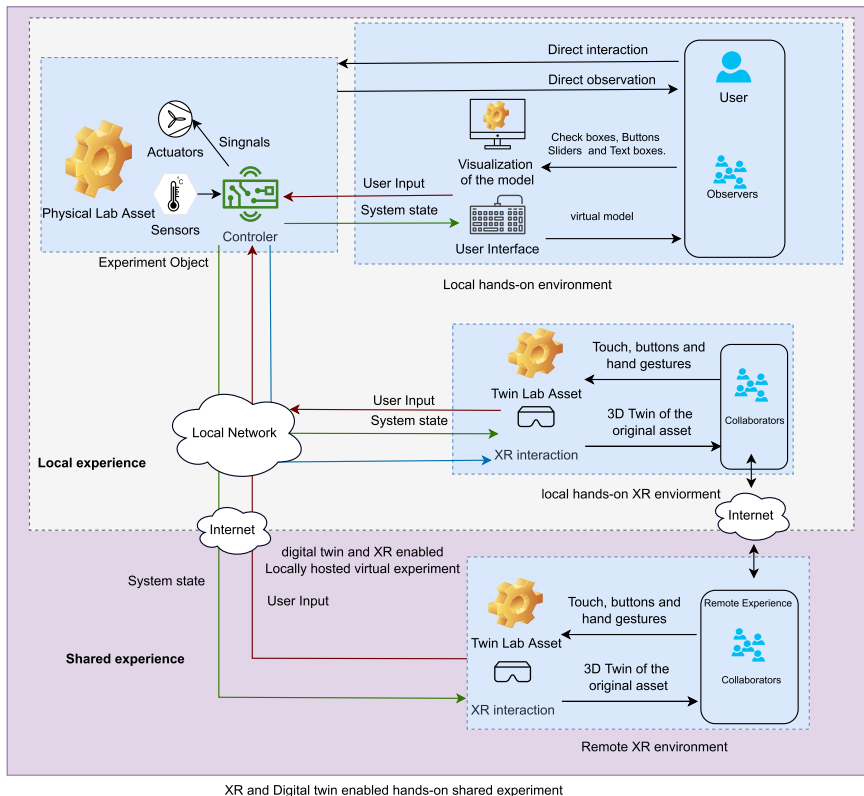 Direct interaction
Direct observation
User
Singnals
Actuators
°C
Physical Lab Asset
Sensors
Controler
Experiment Object
Check boxes, Buttons
Sliders and Text boxes.
Visualization
of the model
Observers
User Input
System state
virtual model
User Interface
Local hands-on environment
Touch, buttons and
hand gestures
Twin Lab Asset
User Input
System state
3D Twin of the
original asset
Collaborators
XR interaction
Local Network
Local experience
local hands-on XR enviorment
Internet
Internet
digital twin and XR enabled
Locally hosted virtual experiment
System state
User Input
Touch, buttons and
hand gestures
Remote Experience
Twin Lab Asset
Shared experience
3D Twin of the
original asset
Collaborators
XR interaction
Remote XR environment
XR and Digital twin enabled hands-on shared experiment